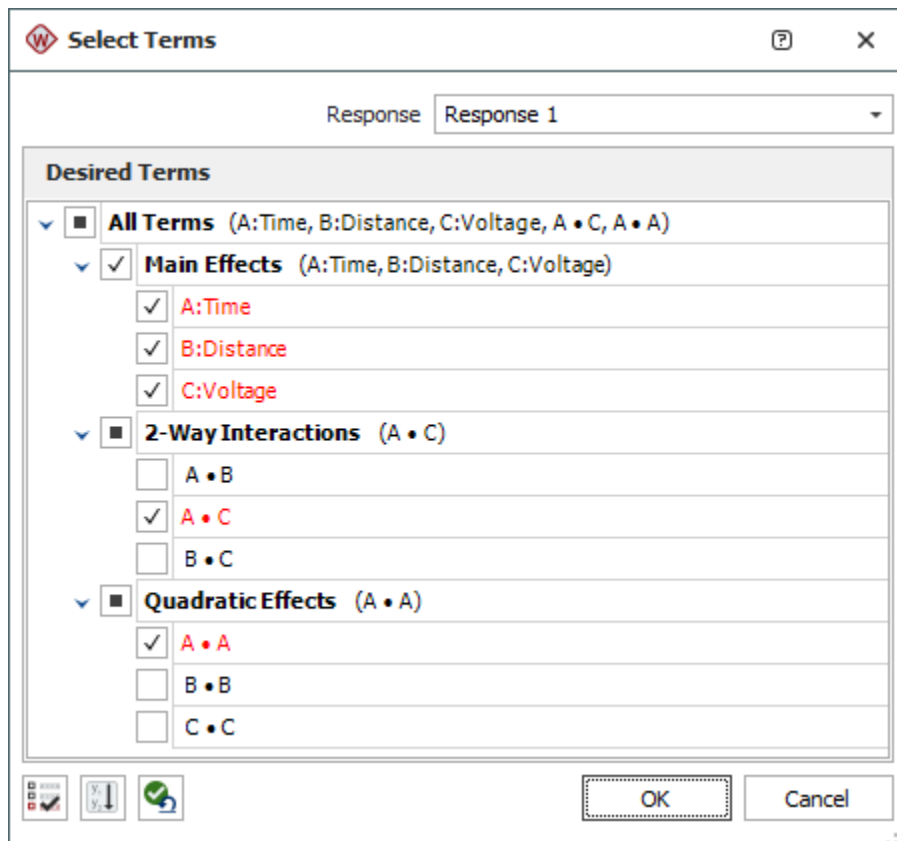 Select Terms
Response Response 1
Desired Terms
All Terms (A:Time, B:Distance, C:Voltage, A • C, A • A)
Main Effects (A:Time, B:Distance, C:Voltage)
A:Time
B:Distance
C:Voltage
2-Way Interactions (A • C)
A • B
A • C
B • C
Quadratic Effects (A • A)
A • A
B • B
C • C
OK Cancel